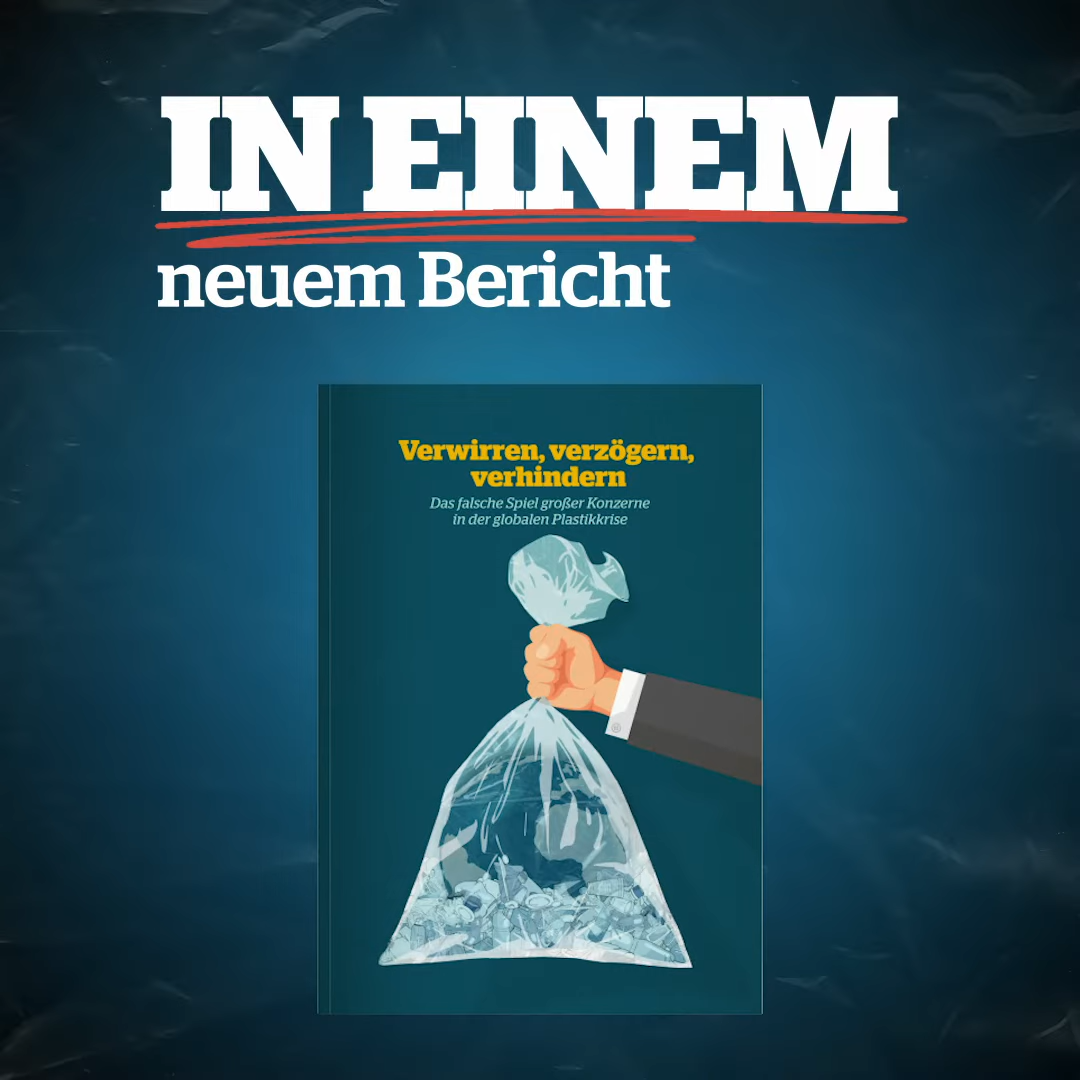 IN EINEM
neuem Bericht
Verwirren, verzögern,
verhindern
Das falsche Spiel großer Konzerne
in der globalen Plastikkrise